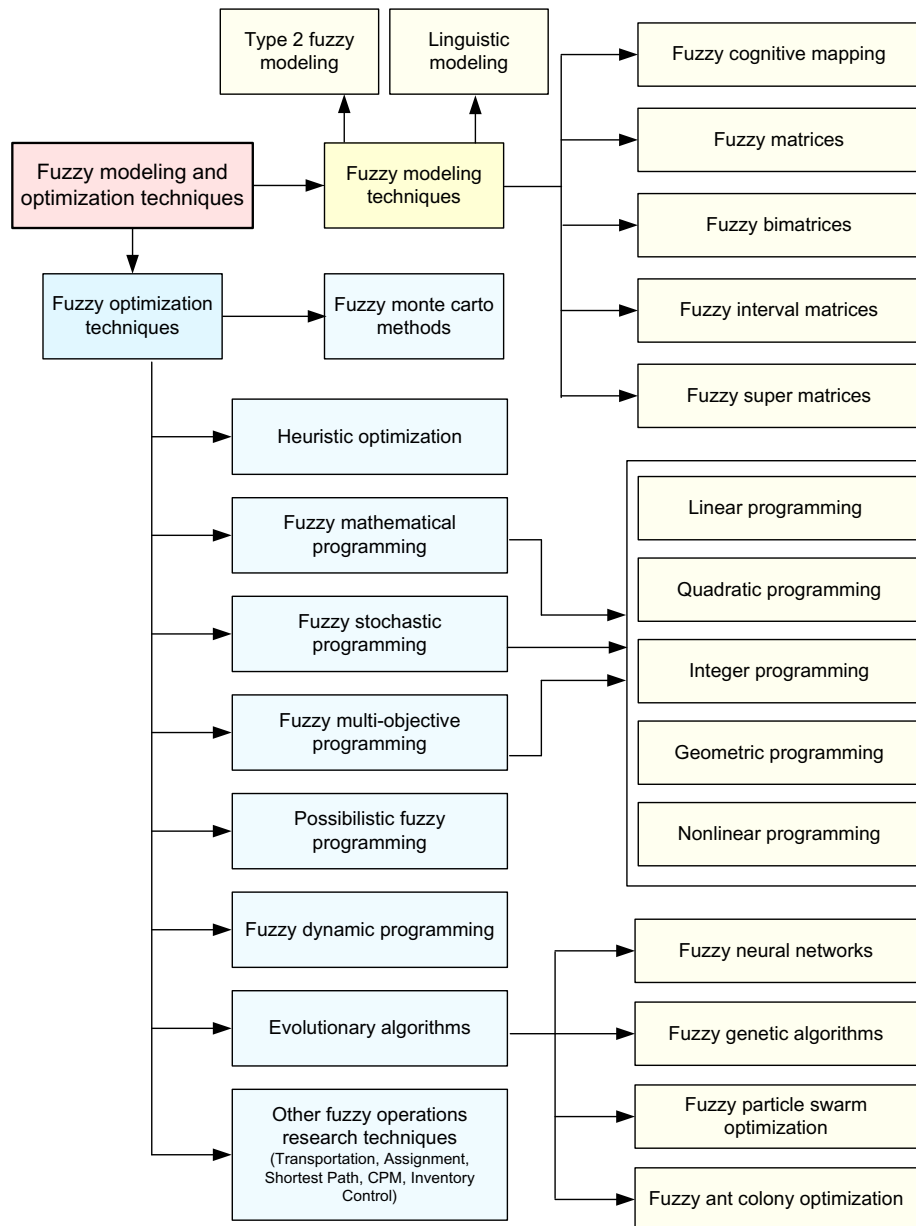 Type 2 fuzzy
modeling
Linguistic
modeling
Fuzzy cognitive mapping
Fuzzy matrices
Fuzzy modeling and
optimization techniques
Fuzzy modeling
techniques
Fuzzy bimatrices
Fuzzy optimization
techniques
Fuzzy monte carto
methods
Fuzzy interval matrices
Fuzzy super matrices
Heuristic optimization
Fuzzy mathematical
programming
Fuzzy stochastic
programming
Fuzzy multi-objective
programming
Possibilistic fuzzy
programming
Fuzzy dynamic programming
Evolutionary algorithms
Other fuzzy operations
research techniques
(Transportation, Assignment,
Shortest Path, CPM, Inventory
Control)
Linear programming
Quadratic programming
Integer programming
Geometric programming
Nonlinear programming
Fuzzy neural networks
Fuzzy genetic algorithms
Fuzzy particle swarm
optimization
Fuzzy ant colony optimization